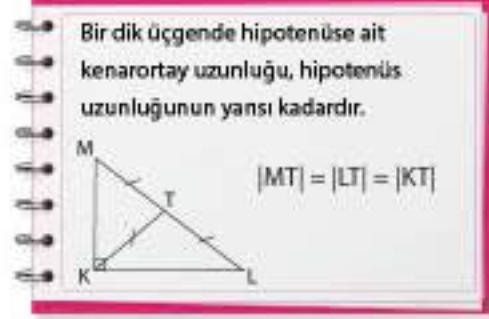 Bir dik üçgende hipotenüse ait
kenarortay uzunluğu, hipotenüs
uzunluğunun yarısı kadardır.
M
|MT| = |LT| = |KT|
T
K
L